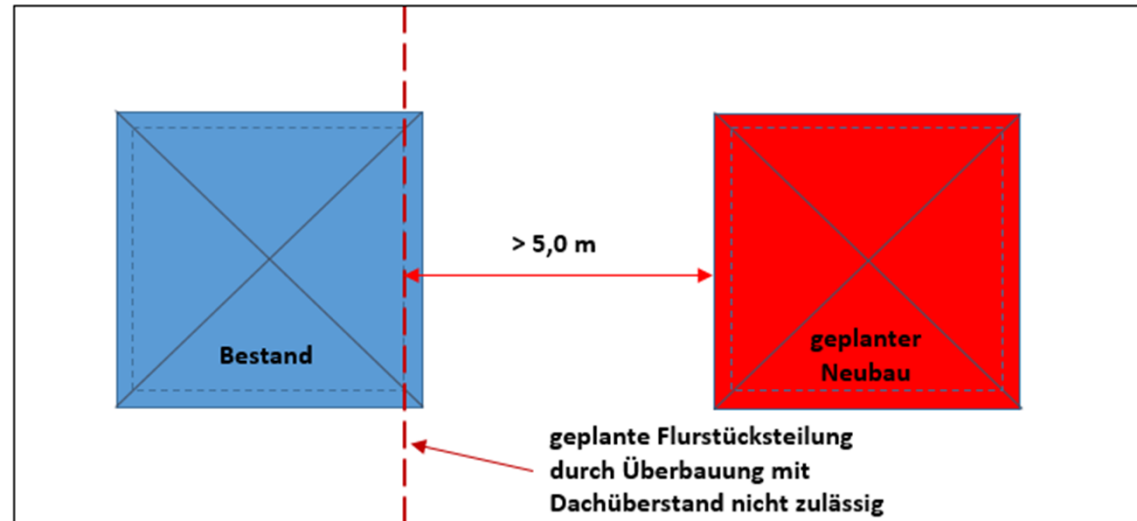 > 5,0 m
Bestand
geplanter
Neubau
geplante Flurstücksteilung
durch Überbauung mit
Dachüberstand nicht zulässig